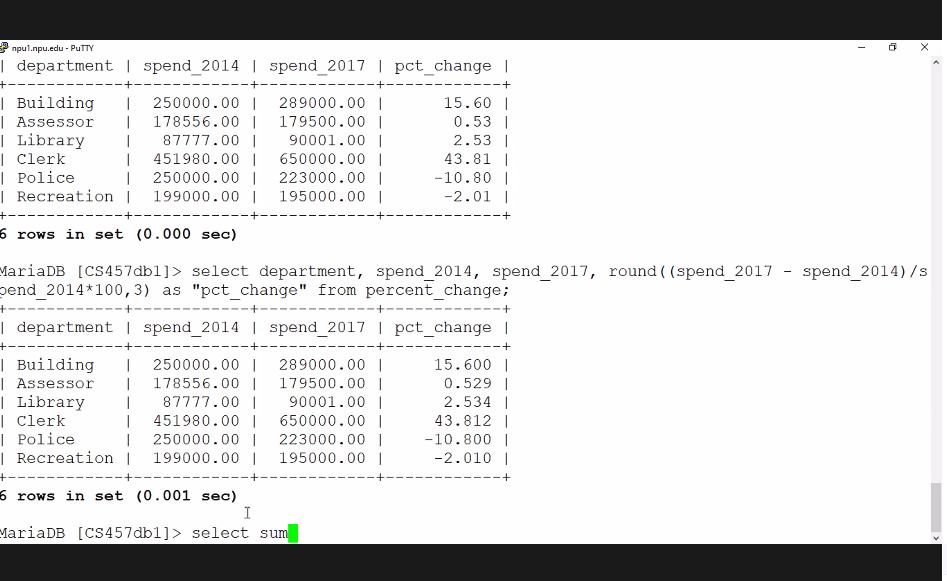 npu1.npu.edu - PuTTY
| department | spend_2014 | spend_2017 | pct_change |
+------------+------------+------------+------------+
| Building   |  250000.00 |  289000.00 |      15.60 |
| Assessor   |  178556.00 |  179500.00 |       0.53 |
| Library    |   87777.00 |   90001.00 |       2.53 |
| Clerk      |  451980.00 |  650000.00 |      43.81 |
| Police     |  250000.00 |  223000.00 |     -10.80 |
| Recreation |  199000.00 |  195000.00 |      -2.01 |
+------------+------------+------------+------------+
6 rows in set (0.000 sec)
MariaDB [CS457db1]> select department, spend_2014, spend_2017, round((spend_2017 - spend_2014)/s
pend_2014*100,3) as "pct_change" from percent_change;
+------------+------------+------------+------------+
| department | spend_2014 | spend_2017 | pct_change |
+------------+------------+------------+------------+
| Building   |  250000.00 |  289000.00 |     15.600 |
| Assessor   |  178556.00 |  179500.00 |      0.529 |
| Library    |   87777.00 |   90001.00 |      2.534 |
| Clerk      |  451980.00 |  650000.00 |     43.812 |
| Police     |  250000.00 |  223000.00 |    -10.800 |
| Recreation |  199000.00 |  195000.00 |     -2.010 |
+------------+------------+------------+------------+
6 rows in set (0.001 sec)
MariaDB [CS457db1]> select sum